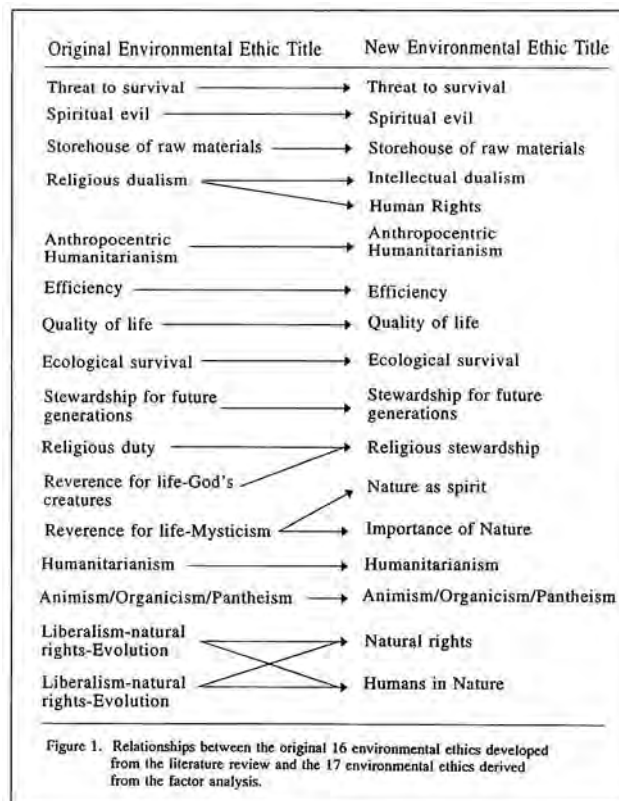 Original Environmental Ethic Title New Environmental Ethic Title
Threat to survival Threat to survival
Spiritual evil Spiritual evil
Storehouse of raw materials Storehouse of raw materials
Religious dualism Intellectual dualism
Human Rights
Anthropocentric Humanitarianism Anthropocentric Humanitarianism
Efficiency Efficiency
Quality of life Quality of life
Ecological survival Ecological survival
Stewardship for future generations Stewardship for future generations
Religious duty Religious stewardship
Reverence for life-God's creatures
Nature as spirit
Reverence for life-Mysticism Importance of Nature
Humanitarianism Humanitarianism
Animism/Organicism/Pantheism Animism/Organicism/Pantheism
Liberalism-natural rights-Evolution Natural rights
Liberalism-natural rights-Evolution Humans in Nature
Figure 1. Relationships between the original 16 environmental ethics developed
from the literature review and the 17 environmental ethics derived
from the factor analysis.